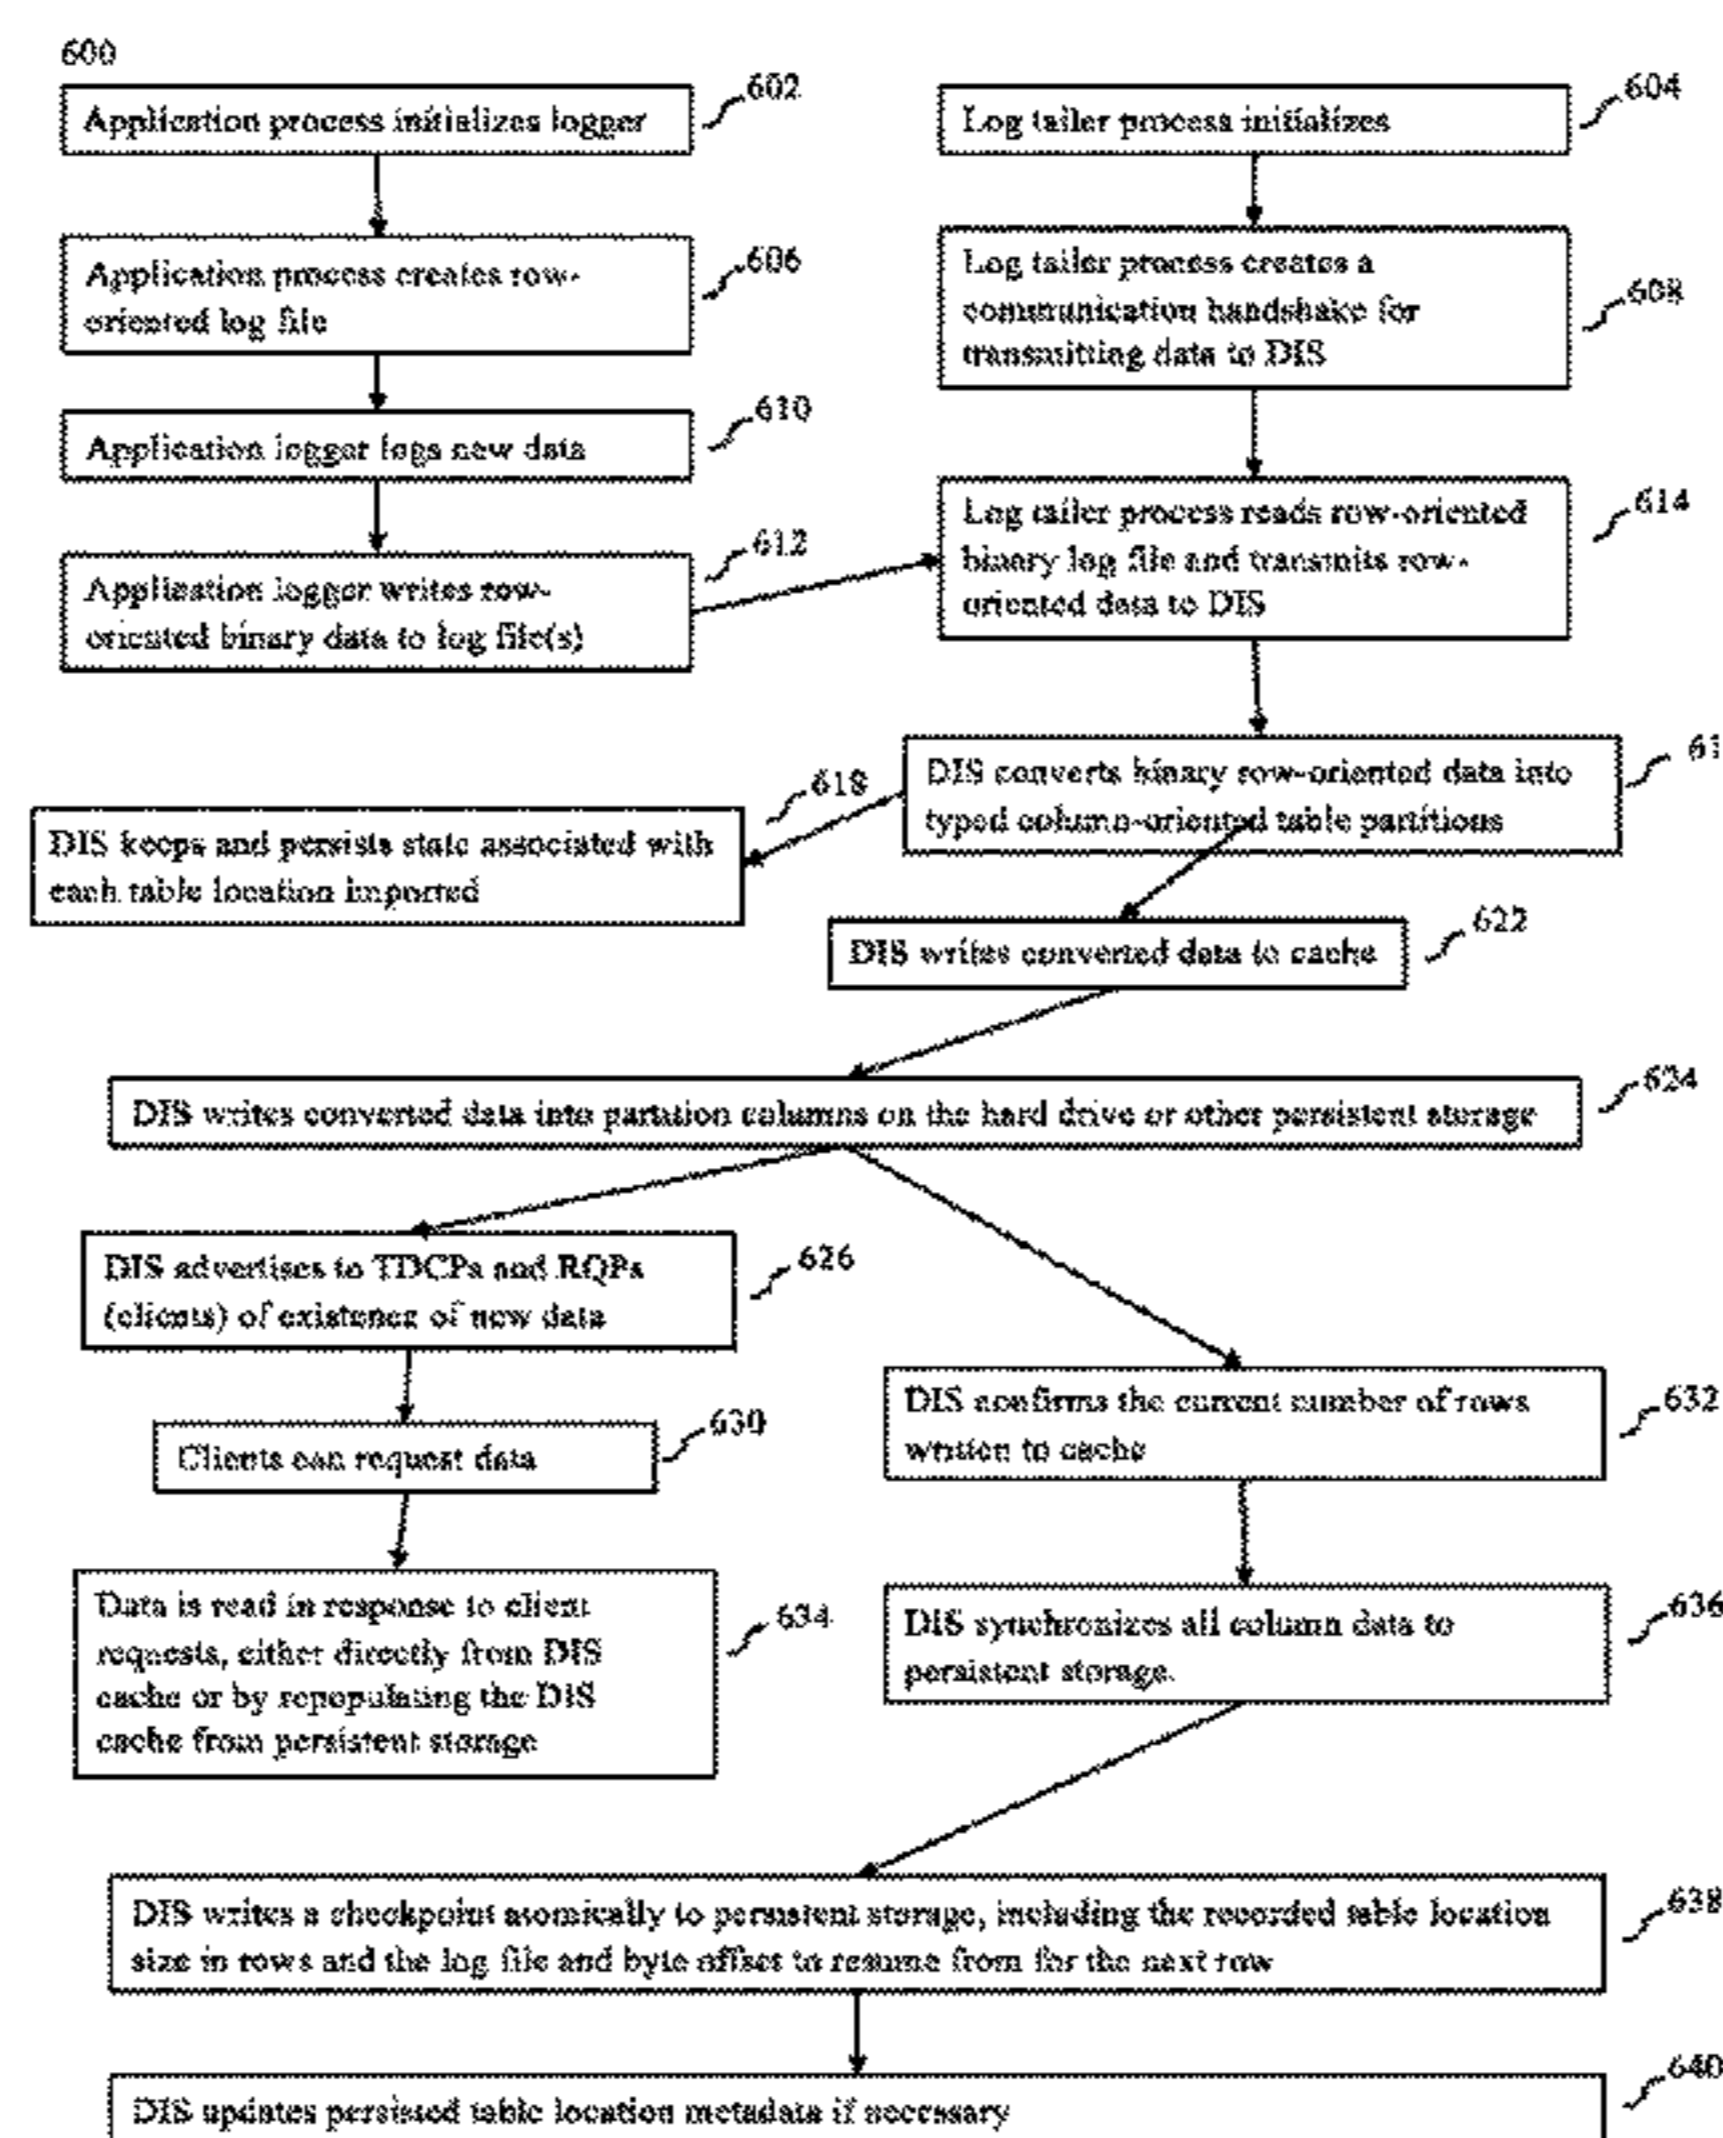 600
Application process initializes logger
602
Log tailer process initializes
604
Application process creates row-
oriented log file
606
Log tailer process creates a
communication handshake for
transmitting data to DIS
608
Application logger logs new data
610
Application logger writes row-
oriented binary data to log file(s)
612
Log tailer process reads row-oriented
binary log file and transmits row-
oriented data to DIS
614
DIS converts binary row-oriented data into
typed column-oriented table partitions
61
DIS keeps and persists state associated with
each table location imported
618
DIS writes converted data to cache
622
DIS writes converted data into partition columns on the hard drive or other persistent storage
624
DIS advertises to TDCPs and RQPs
(clients) of existence of new data
626
Clients can request data
630
DIS confirms the current number of rows
written to cache
632
Data is read in response to client
requests, either directly from DIS
cache or by repopulating the DIS
cache from persistent storage
634
DIS synchronizes all column data to
persistent storage.
636
DIS writes a checkpoint atomically to persistent storage, including the recorded table location
size in rows and the log file and byte offset to resume from for the next row
638
DIS updates persisted table location metadata if necessary
640